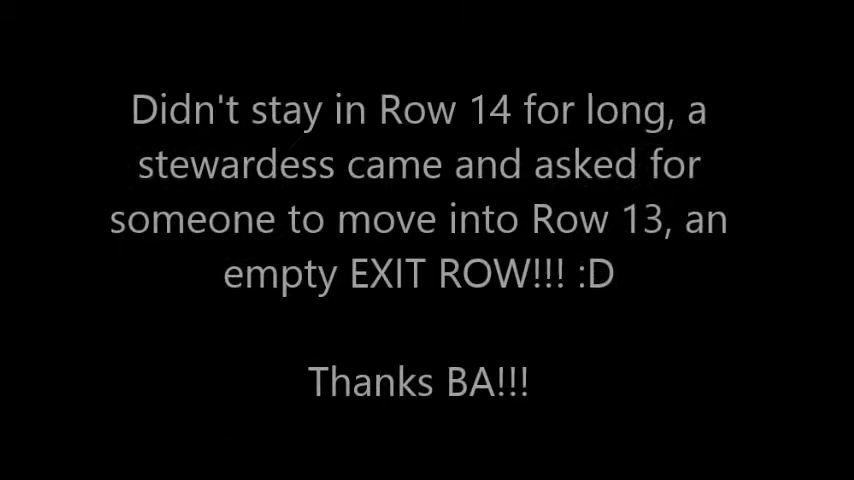 Didn't stay in Row 14 for long, a
stewardess came and asked for
someone to move into Row 13, an
empty EXIT ROW!!! :D
Thanks BA!!!